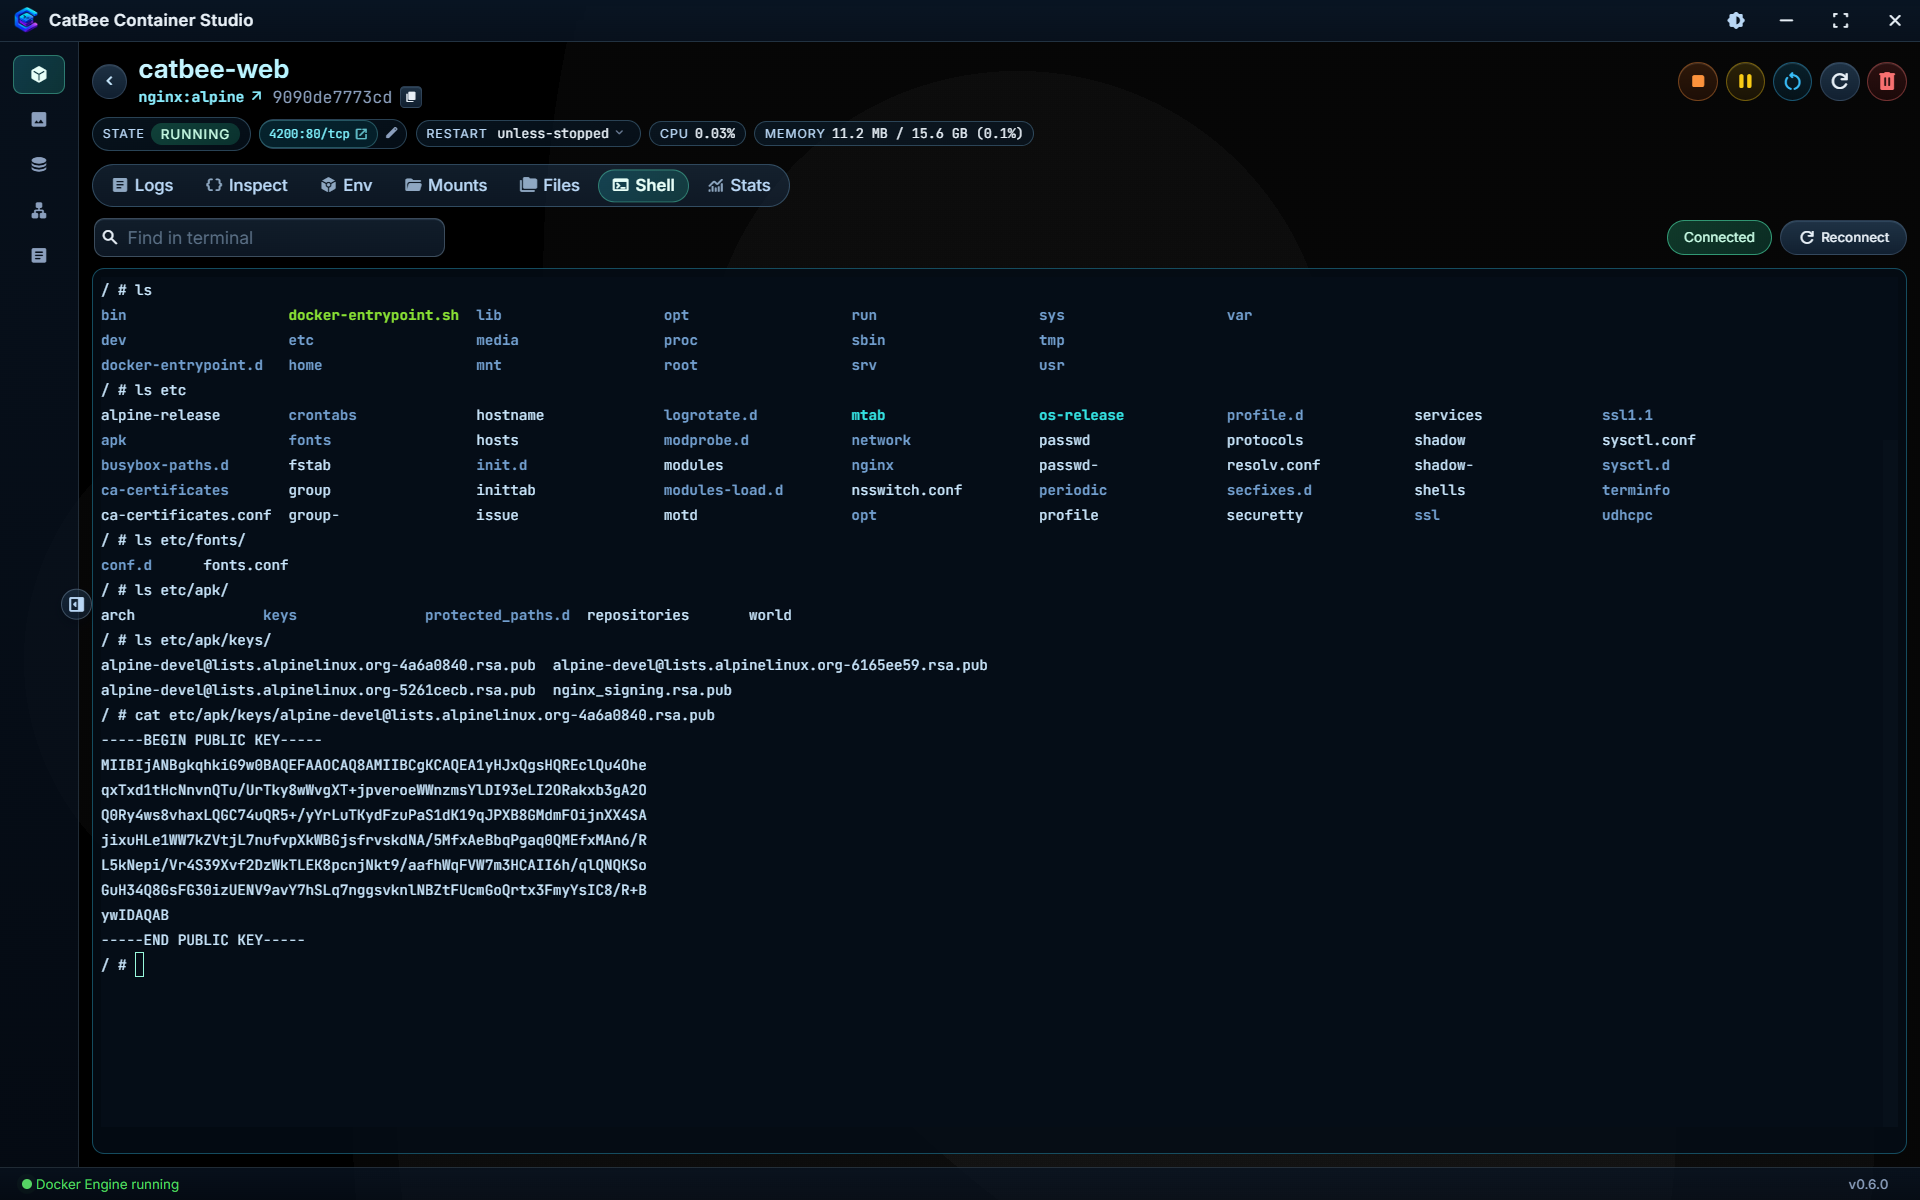 CatBee Container Studio
catbee-web
nginx:alpine 9090de7773cd
STATE RUNNING 4200:80/tcp RESTART unless-stopped CPU 0.03% MEMORY 11.2 MB / 15.6 GB (0.1%)
Logs Inspect Env Mounts Files Shell Stats
Find in terminal Connected Reconnect
/ # ls
bin docker-entrypoint.sh lib opt run sys var
dev etc media proc sbin tmp
docker-entrypoint.d home mnt root srv usr
/ # ls etc
alpine-release crontabs hostname logrotate.d mtab os-release profile.d services ssl1.1
apk fonts hosts modprobe.d network passwd protocols shadow sysctl.conf
busybox-paths.d fstab init.d modules nginx passwd- resolv.conf shadow- sysctl.d
ca-certificates group inittab modules-load.d nsswitch.conf periodic secfixes.d shells terminfo
ca-certificates.conf group- issue motd opt profile securetty ssl udhcpc
/ # ls etc/fonts/
conf.d fonts.conf
/ # ls etc/apk/
arch keys protected_paths.d repositories world
/ # ls etc/apk/keys/
alpine-devel@lists.alpinelinux.org-4a6a0840.rsa.pub alpine-devel@lists.alpinelinux.org-6165ee59.rsa.pub
alpine-devel@lists.alpinelinux.org-5261cecb.rsa.pub nginx_signing.rsa.pub
/ # cat etc/apk/keys/alpine-devel@lists.alpinelinux.org-4a6a0840.rsa.pub
-----BEGIN PUBLIC KEY-----
MIIBIjANBgkqhkiG9w0BAQEFAAOCAQ8AMIIBCgKCAQEA1yHJxQgsHQREclQu4Ohe
qxTxd1tHcNnvnQTu/UrTky8wWvgXT+jpveroeWWnzmsYlDI93eLI2ORakxb3gA2O
Q0Ry4ws8vhaxLQGC74uQR5+/yYrLuTKydFzuPaS1dK19qJPXB8GMdmFOijnXX4SA
jixuHLe1WW7kZVtjL7nufvpXkWBGjsfrvskdNA/5MfxAeBbqPgaq0QMEfxMAn6/R
L5kNepi/Vr4S39Xvf2DzWkTLEK8pcnjNkt9/aafhWqFVW7m3HCAII6h/qlQNQKSo
GuH34Q8GsFG30izUENV9avY7hSLq7nggsvknlNBZtFUcmGoQrtx3FmyYsIC8/R+B
ywIDAQAB
-----END PUBLIC KEY-----
/ #
Docker Engine running v0.6.0